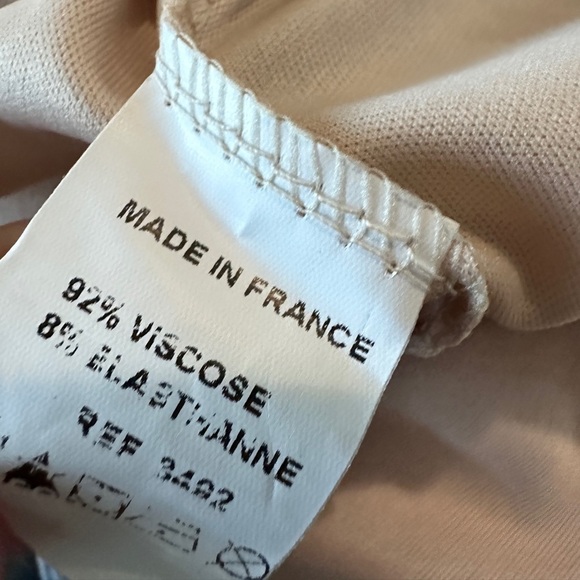 MADE IN FRANCE
92% VISCOSE
8% ELASTHANNE
REF 3492